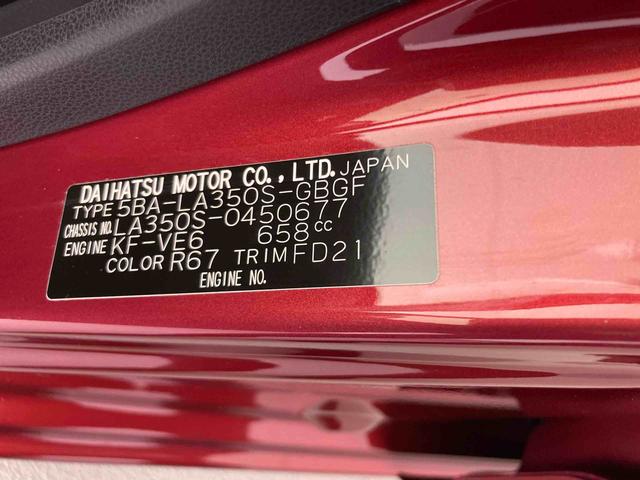 DAIHATSU MOTOR CO., LTD. JAPAN
TYPE 5BA-LA350S-GBGF
CHASSIS NO. LA350S-0450677
ENGINE KF-VE6 658cc
COLOR R67 TRIM FD21
ENGINE NO.